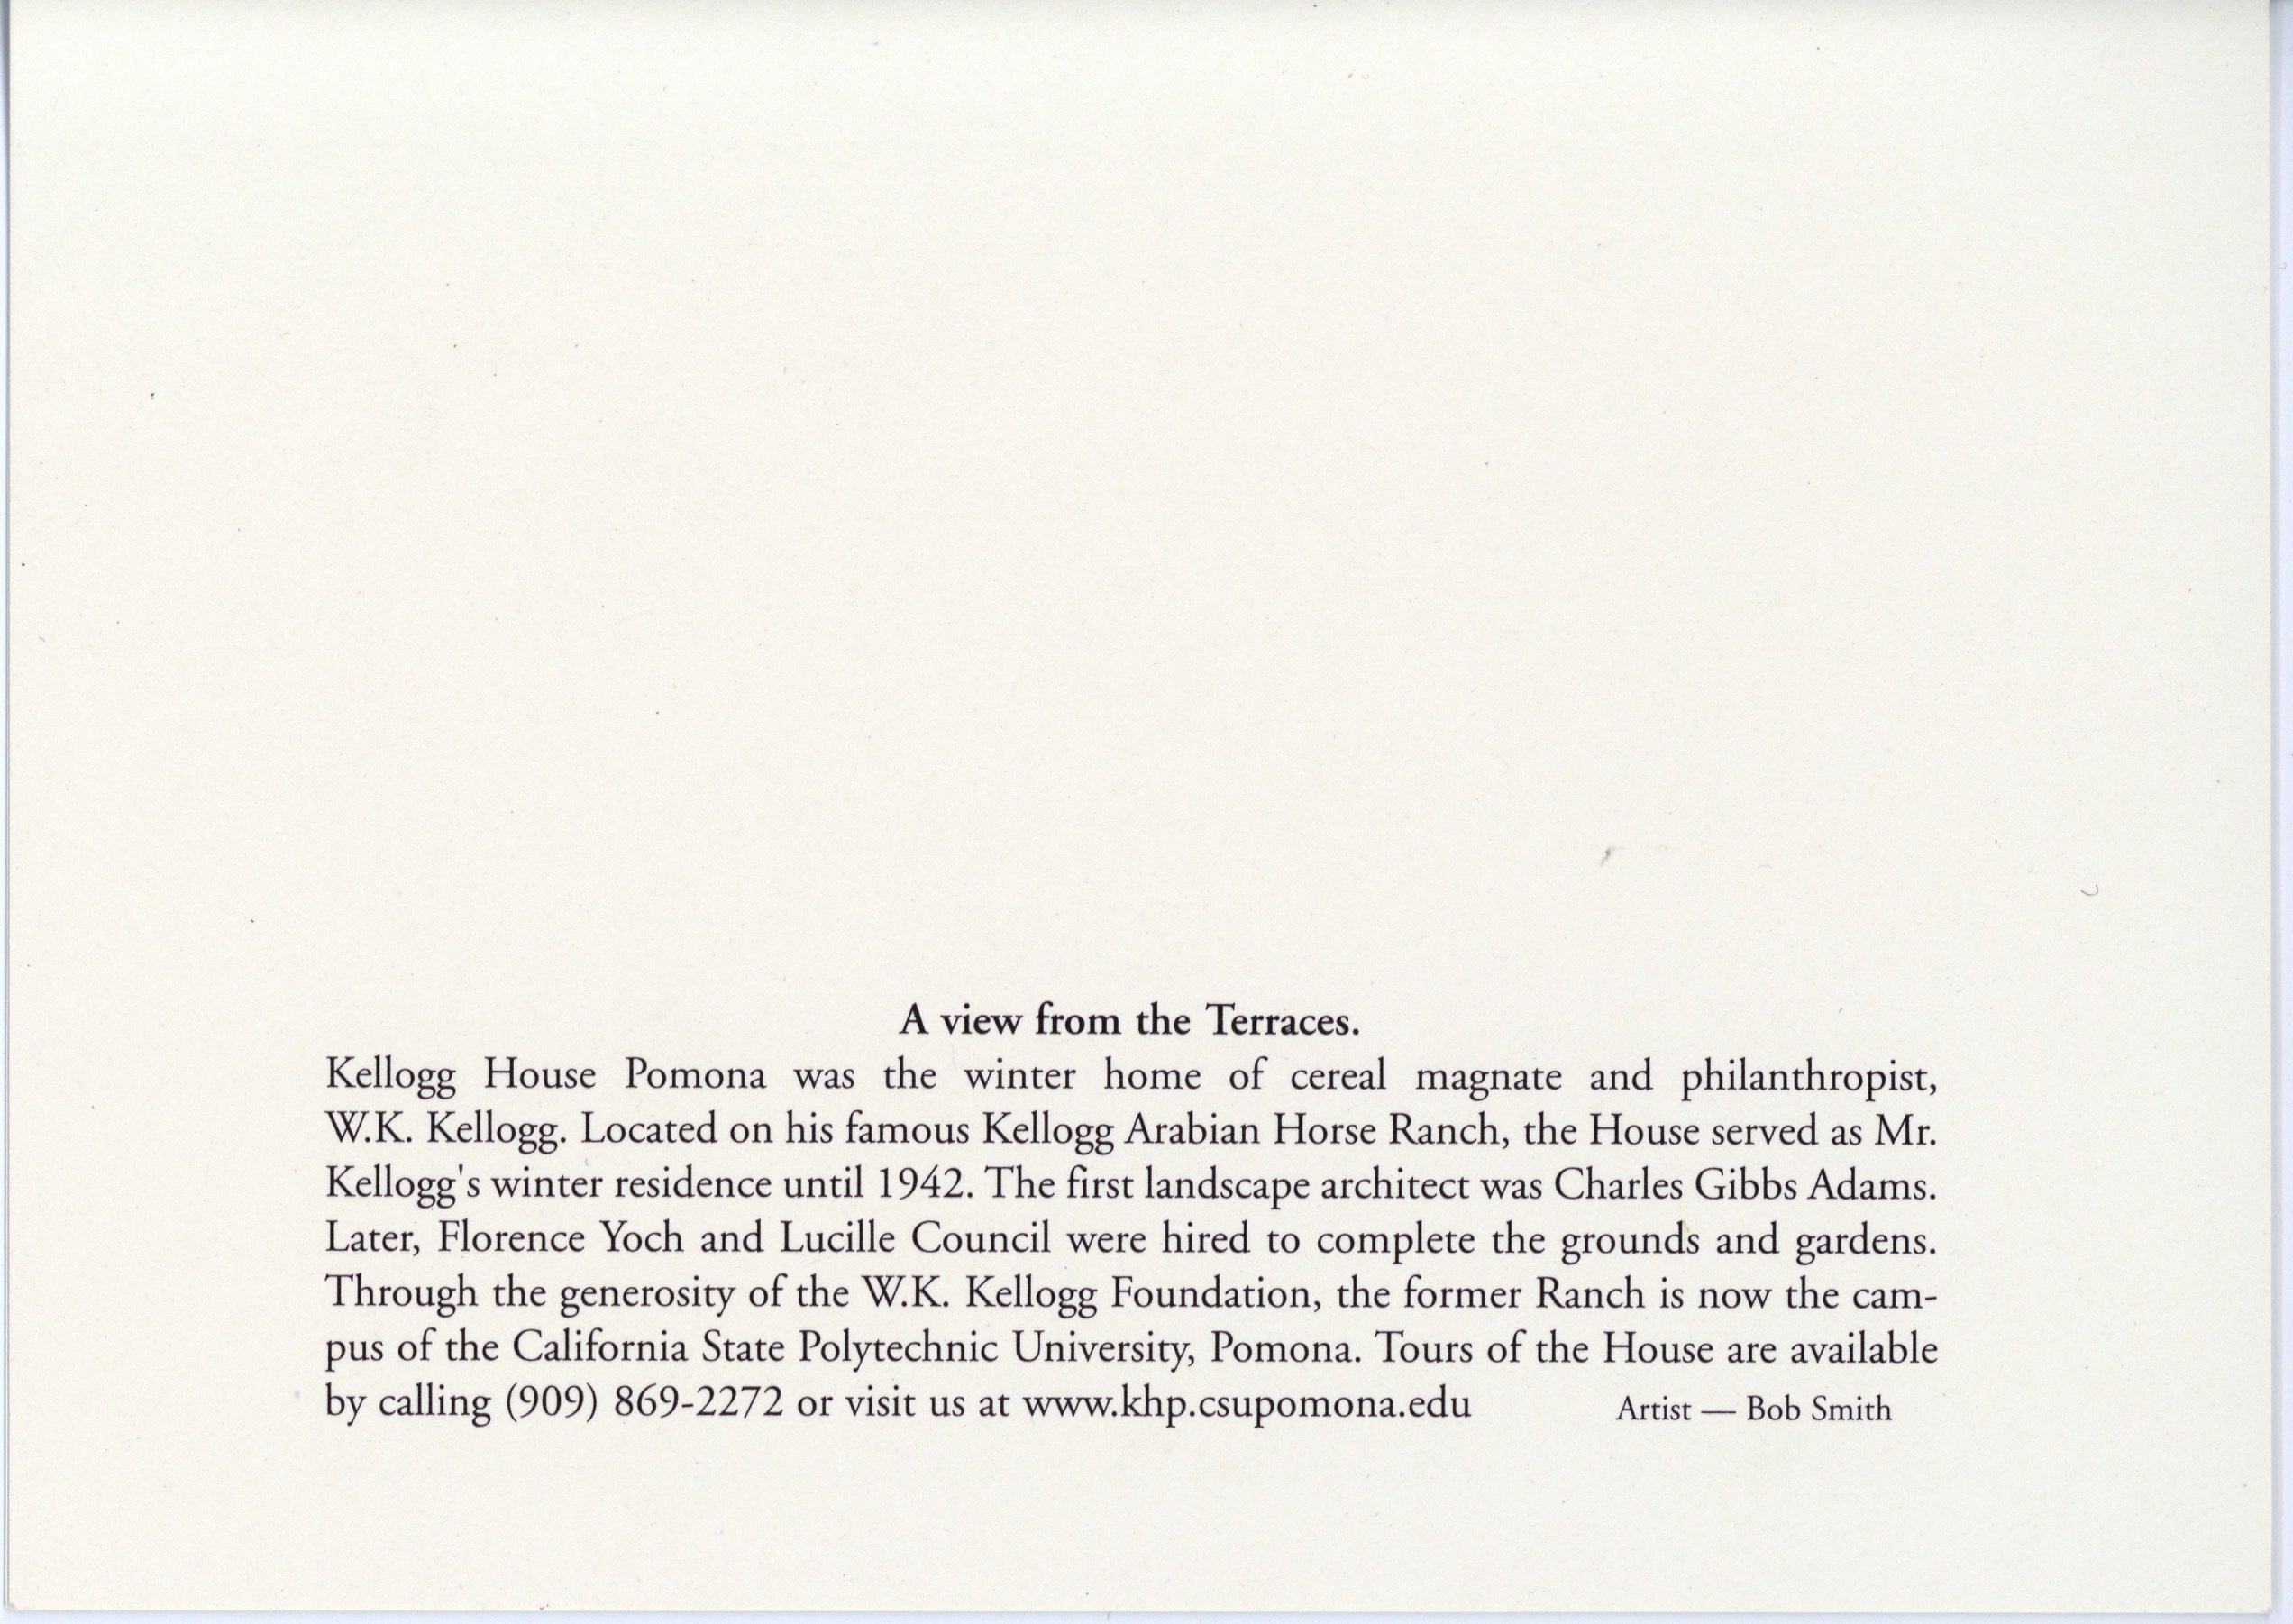 A view from the Terraces.
Kellogg House Pomona was the winter home of cereal magnate and philanthropist,
W.K. Kellogg. Located on his famous Kellogg Arabian Horse Ranch, the House served as Mr.
Kellogg's winter residence until 1942. The first landscape architect was Charles Gibbs Adams.
Later, Florence Yoch and Lucille Council were hired to complete the grounds and gardens.
Through the generosity of the W.K. Kellogg Foundation, the former Ranch is now the cam-
pus of the California State Polytechnic University, Pomona. Tours of the House are available
by calling (909) 869-2272 or visit us at www.khp.csupomona.edu Artist — Bob Smith